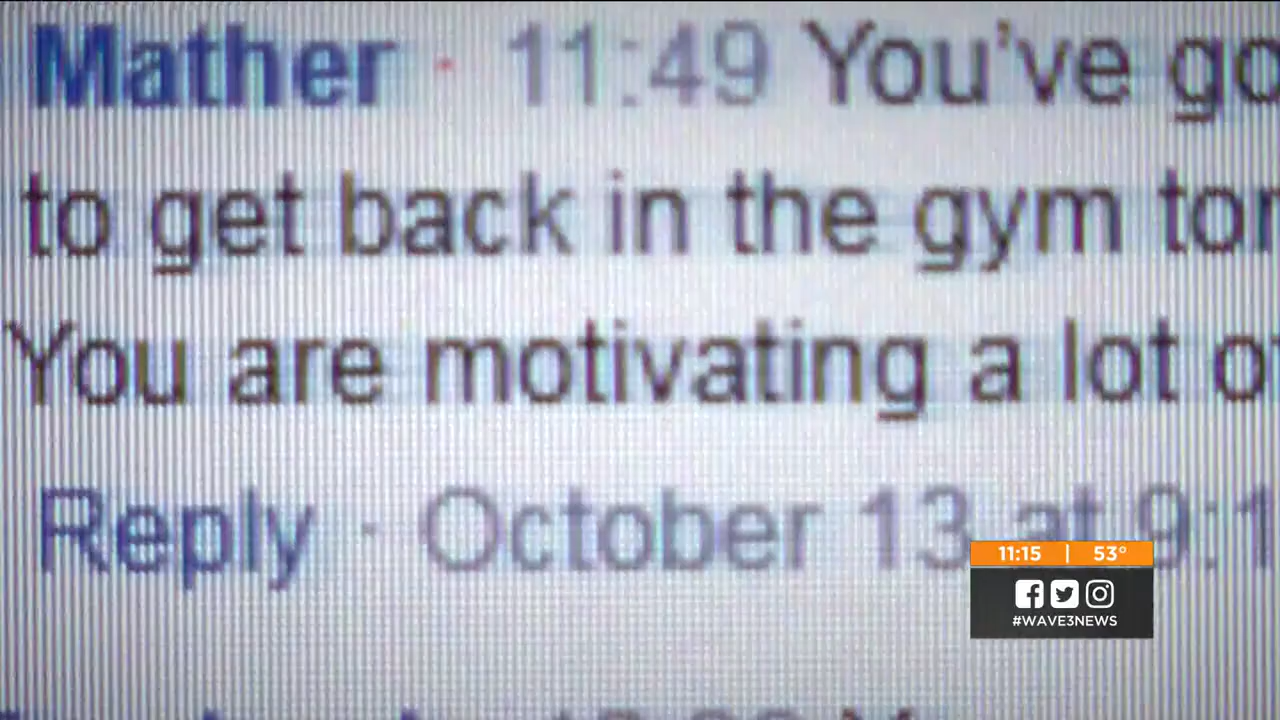 Mather · 11:49 You've go
to get back in the gym tor
You are motivating a lot of
Reply · October 13 at 9:1
11:15 | 53°
#WAVE3NEWS